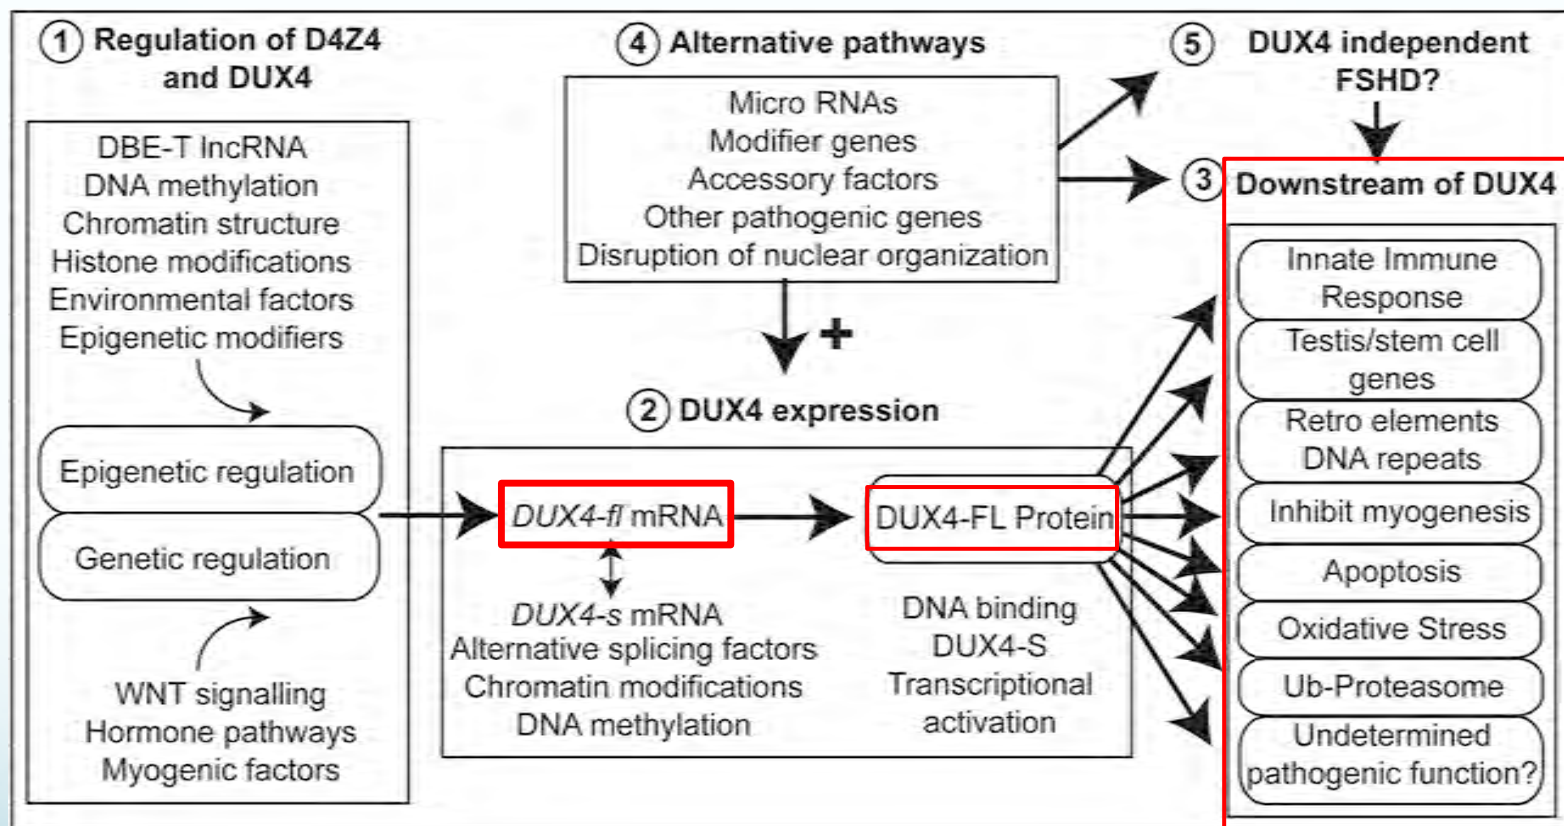 ① Regulation of D4Z4
and DUX4
DBE-T lncRNA
DNA methylation
Chromatin structure
Histone modifications
Environmental factors
Epigenetic modifiers
Epigenetic regulation
Genetic regulation
WNT signalling
Hormone pathways
Myogenic factors
④ Alternative pathways
Micro RNAs
Modifier genes
Accessory factors
Other pathogenic genes
Disruption of nuclear organization
+
② DUX4 expression
DUX4-fl mRNA
DUX4-s mRNA
Alternative splicing factors
Chromatin modifications
DNA methylation
DUX4-FL Protein
DNA binding
DUX4-S
Transcriptional
activation
⑤ DUX4 independent
FSHD?
③ Downstream of DUX4
Innate Immune
Response
Testis/stem cell
genes
Retro elements
DNA repeats
Inhibit myogenesis
Apoptosis
Oxidative Stress
Ub-Proteasome
Undetermined
pathogenic function?